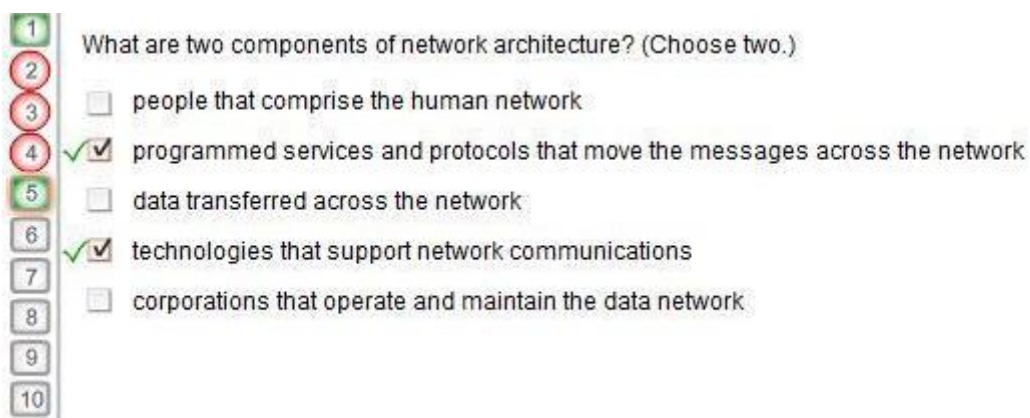 1
What are two components of network architecture? (Choose two.)
2
people that comprise the human network
3
4
programmed services and protocols that move the messages across the network
5
data transferred across the network
6
technologies that support network communications
7
corporations that operate and maintain the data network
8
9
10